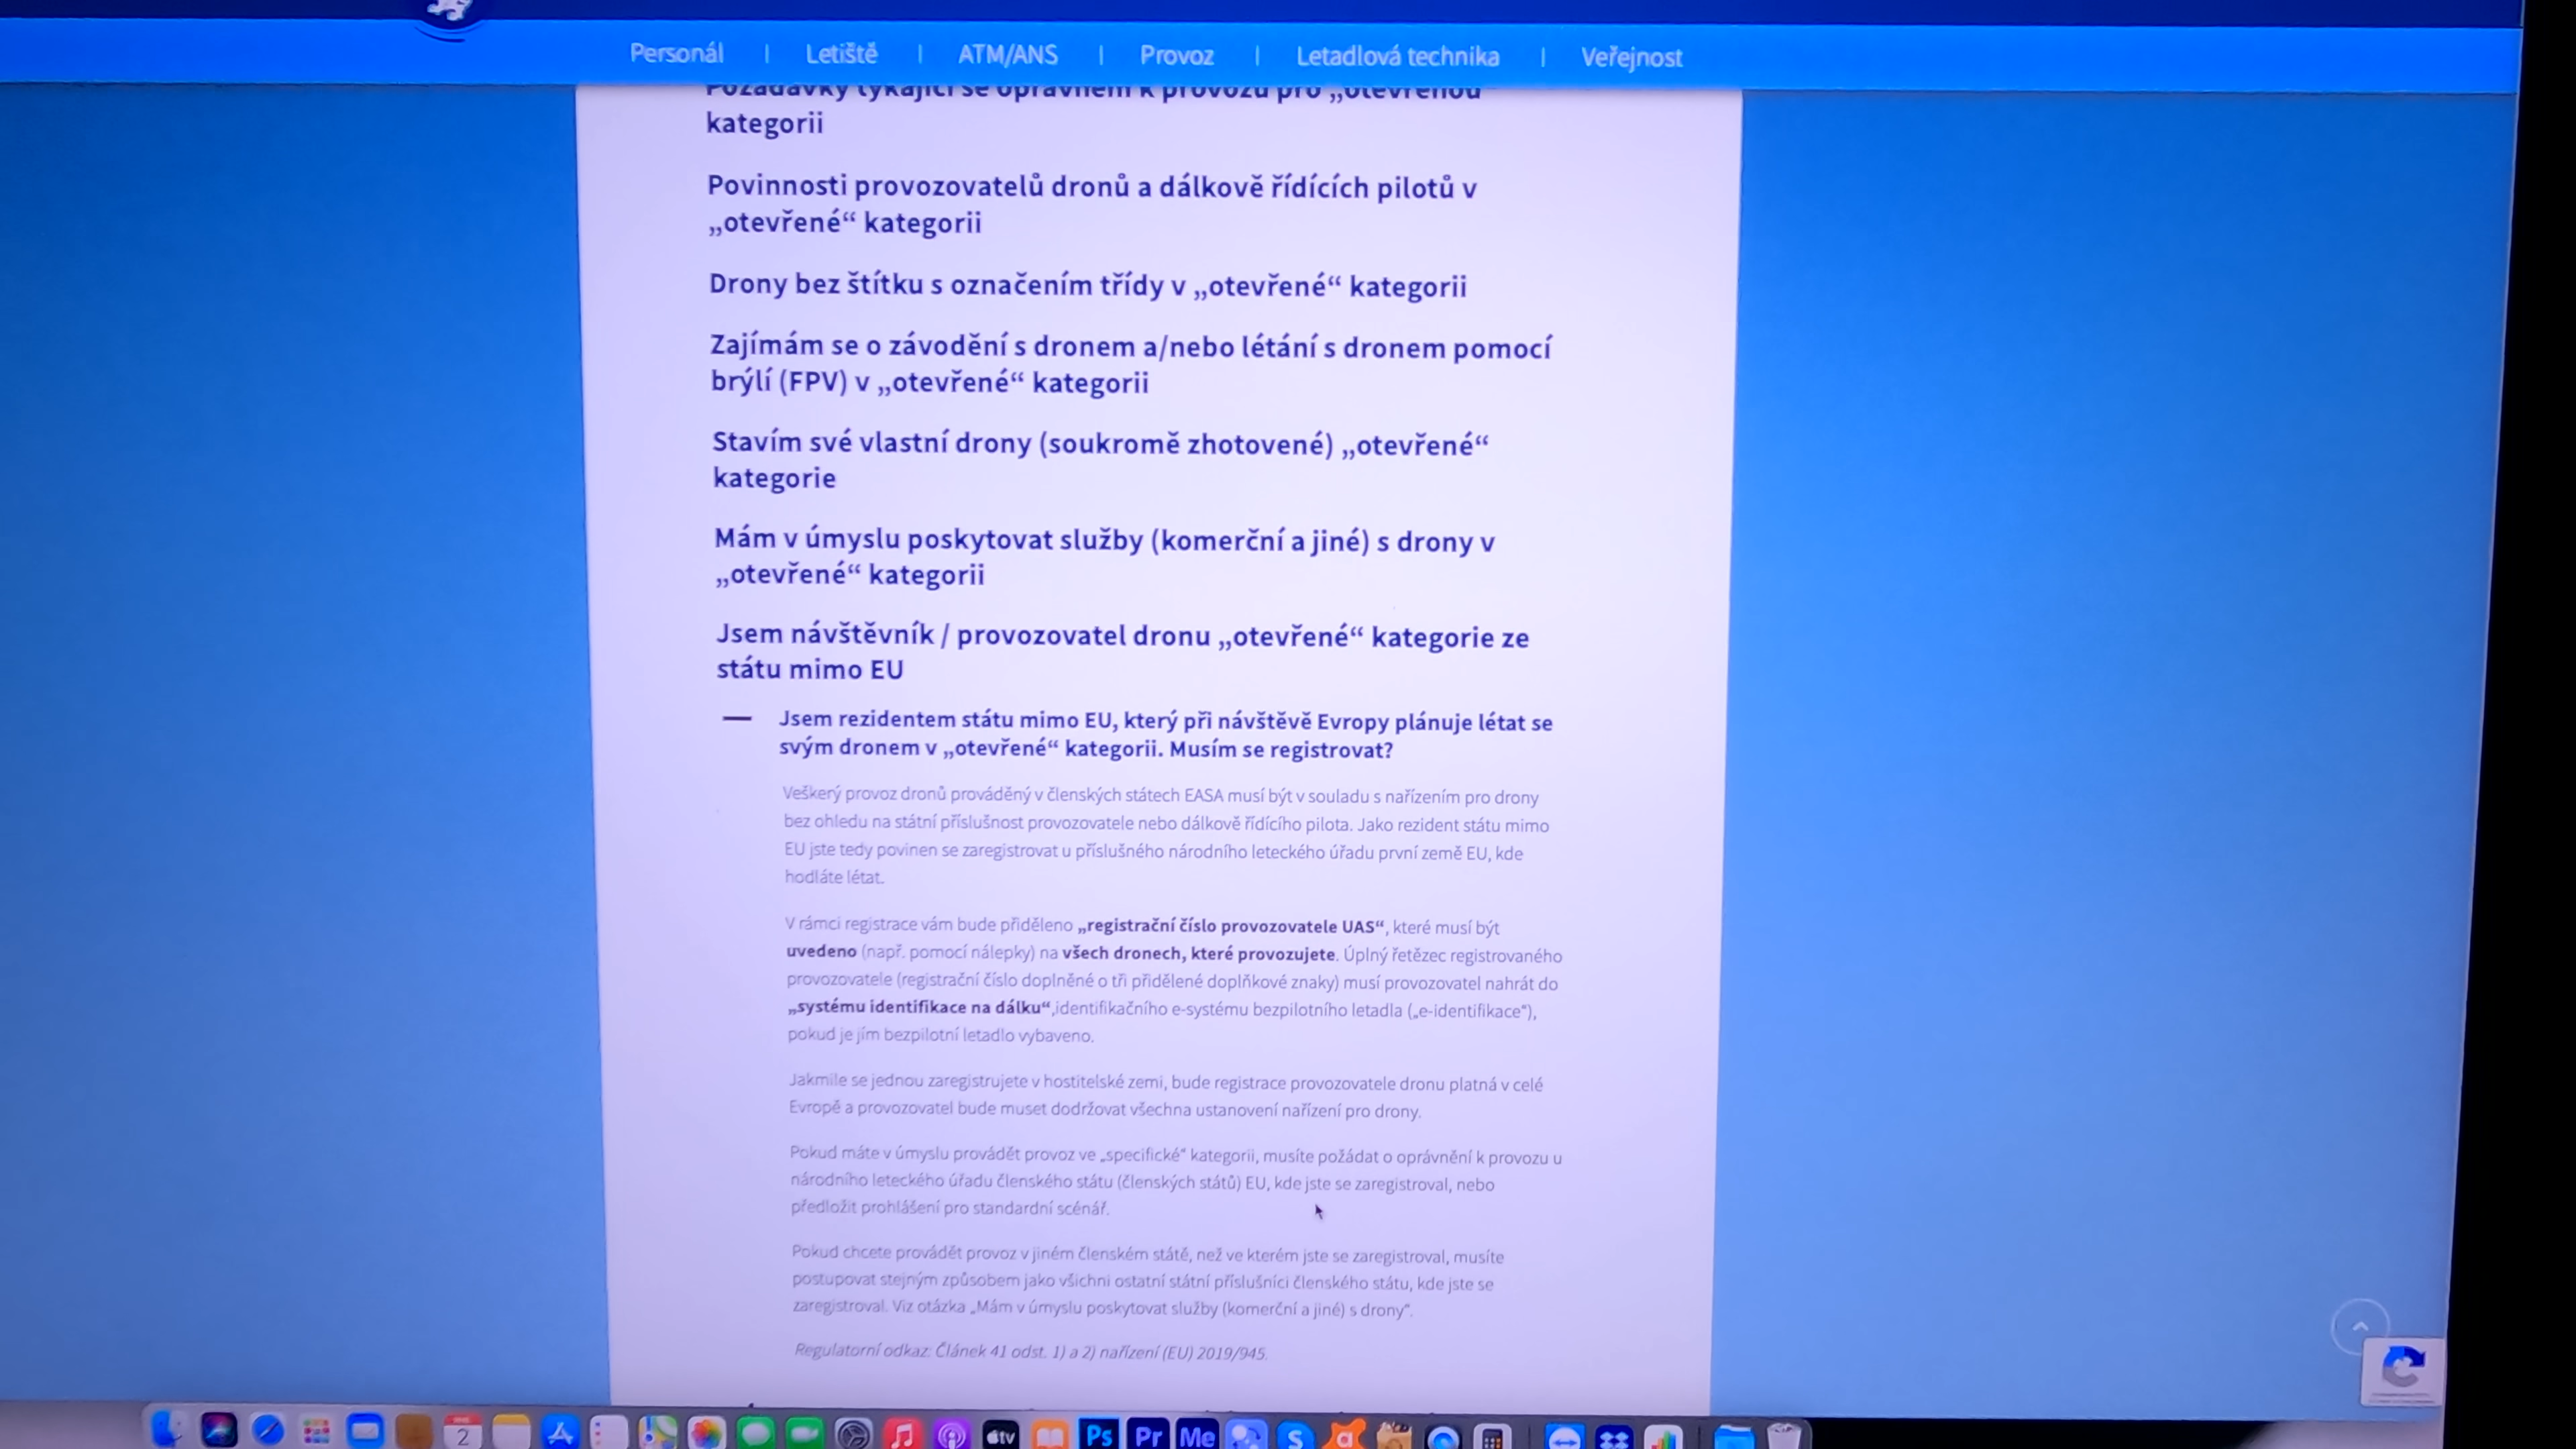 Personál | Letiště | ATM/ANS | Provoz | Letadlová technika | Veřejnost
Požadavky týkající se oprávnění k provozu pro „otevřenou“
kategorii
Povinnosti provozovatelů dronů a dálkově řídících pilotů v
„otevřené“ kategorii
Drony bez štítku s označením třídy v „otevřené“ kategorii
Zajímám se o závodění s dronem a/nebo létání s dronem pomocí
brýlí (FPV) v „otevřené“ kategorii
Stavím své vlastní drony (soukromě zhotovené) „otevřené“
kategorie
Mám v úmyslu poskytovat služby (komerční a jiné) s drony v
„otevřené“ kategorii
Jsem návštěvník / provozovatel dronu „otevřené“ kategorie ze
státu mimo EU
Jsem rezidentem státu mimo EU, který při návštěvě Evropy plánuje létat se
svým dronem v „otevřené“ kategorii. Musím se registrovat?
Veškerý provoz dronů prováděný v členských státech EASA musí být v souladu s nařízením pro drony
bez ohledu na státní příslušnost provozovatele nebo dálkově řídícího pilota. Jako rezident státu mimo
EU jste tedy povinen se zaregistrovat u příslušného národního leteckého úřadu první země EU, kde
hodláte létat.
V rámci registrace vám bude přiděleno „registrační číslo provozovatele UAS“, které musí být
uvedeno (např. pomocí nálepky) na všech dronech, které provozujete. Úplný řetězec registrovaného
provozovatele (registrační číslo doplněné o tři přidělené doplňkové znaky) musí provozovatel nahrát do
„systému identifikace na dálku“,identifikačního e-systému bezpilotního letadla („e-identifikace“),
pokud je jím bezpilotní letadlo vybaveno.
Jakmile se jednou zaregistrujete v hostitelské zemi, bude registrace provozovatele dronu platná v celé
Evropě a provozovatel bude muset dodržovat všechna ustanovení nařízení pro drony.
Pokud máte v úmyslu provádět provoz ve „specifické“ kategorii, musíte požádat o oprávnění k provozu u
národního leteckého úřadu členského státu (členských států) EU, kde jste se zaregistroval, nebo
předložit prohlášení pro standardní scénář.
Pokud chcete provádět provoz v jiném členském státě, než ve kterém jste se zaregistroval, musíte
postupovat stejným způsobem jako všichni ostatní státní příslušníci členského státu, kde jste se
zaregistroval. Viz otázka „Mám v úmyslu poskytovat služby (komerční a jiné) s drony“.
Regulatorní odkaz: Článek 41 odst. 1) a 2) nařízení (EU) 2019/945.
2 tv Ps Pr Me S